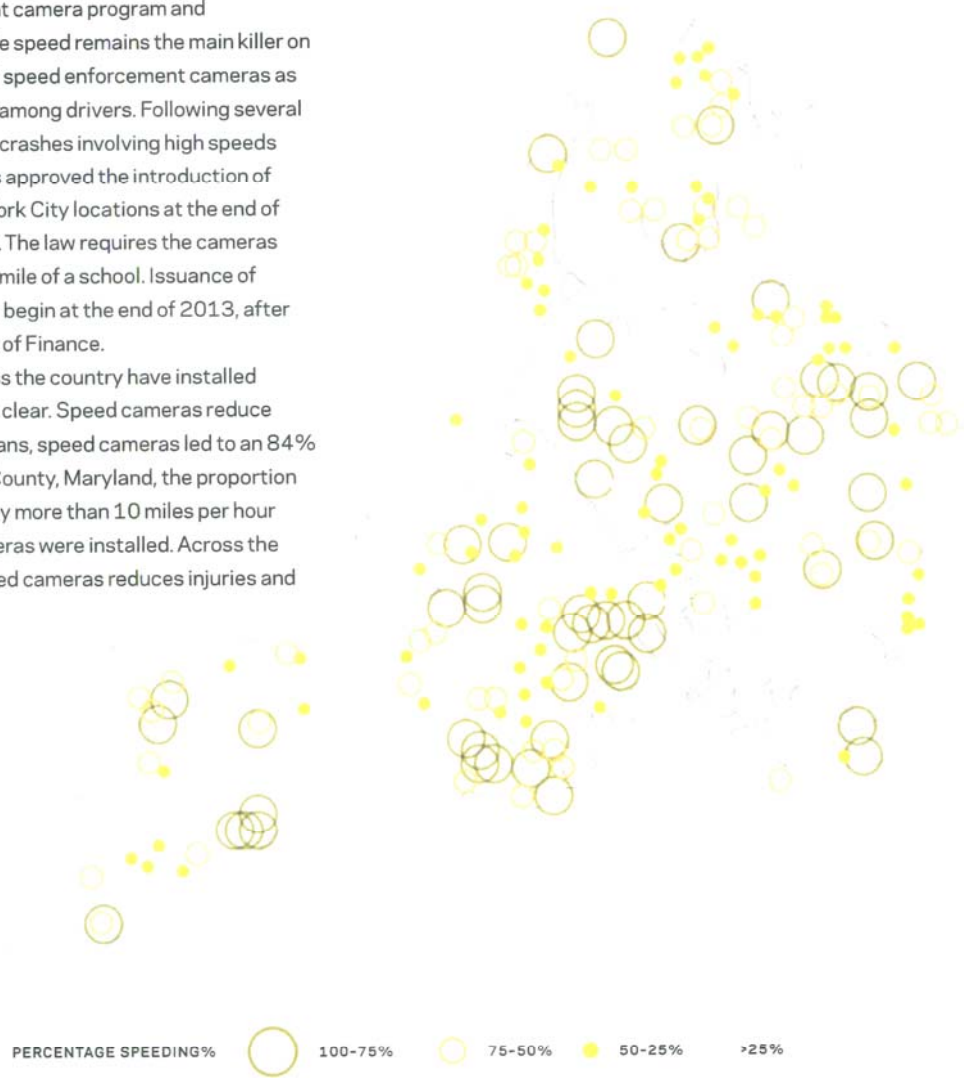 t camera program and
e speed remains the main killer on
speed enforcement cameras as
among drivers. Following several
crashes involving high speeds
s approved the introduction of
ork City locations at the end of
. The law requires the cameras
mile of a school. Issuance of
begin at the end of 2013, after
of Finance.
s the country have installed
clear. Speed cameras reduce
ans, speed cameras led to an 84%
County, Maryland, the proportion
y more than 10 miles per hour
eras were installed. Across the
ed cameras reduces injuries and
PERCENTAGE SPEEDING% 100-75% 75-50% 50-25% >25%